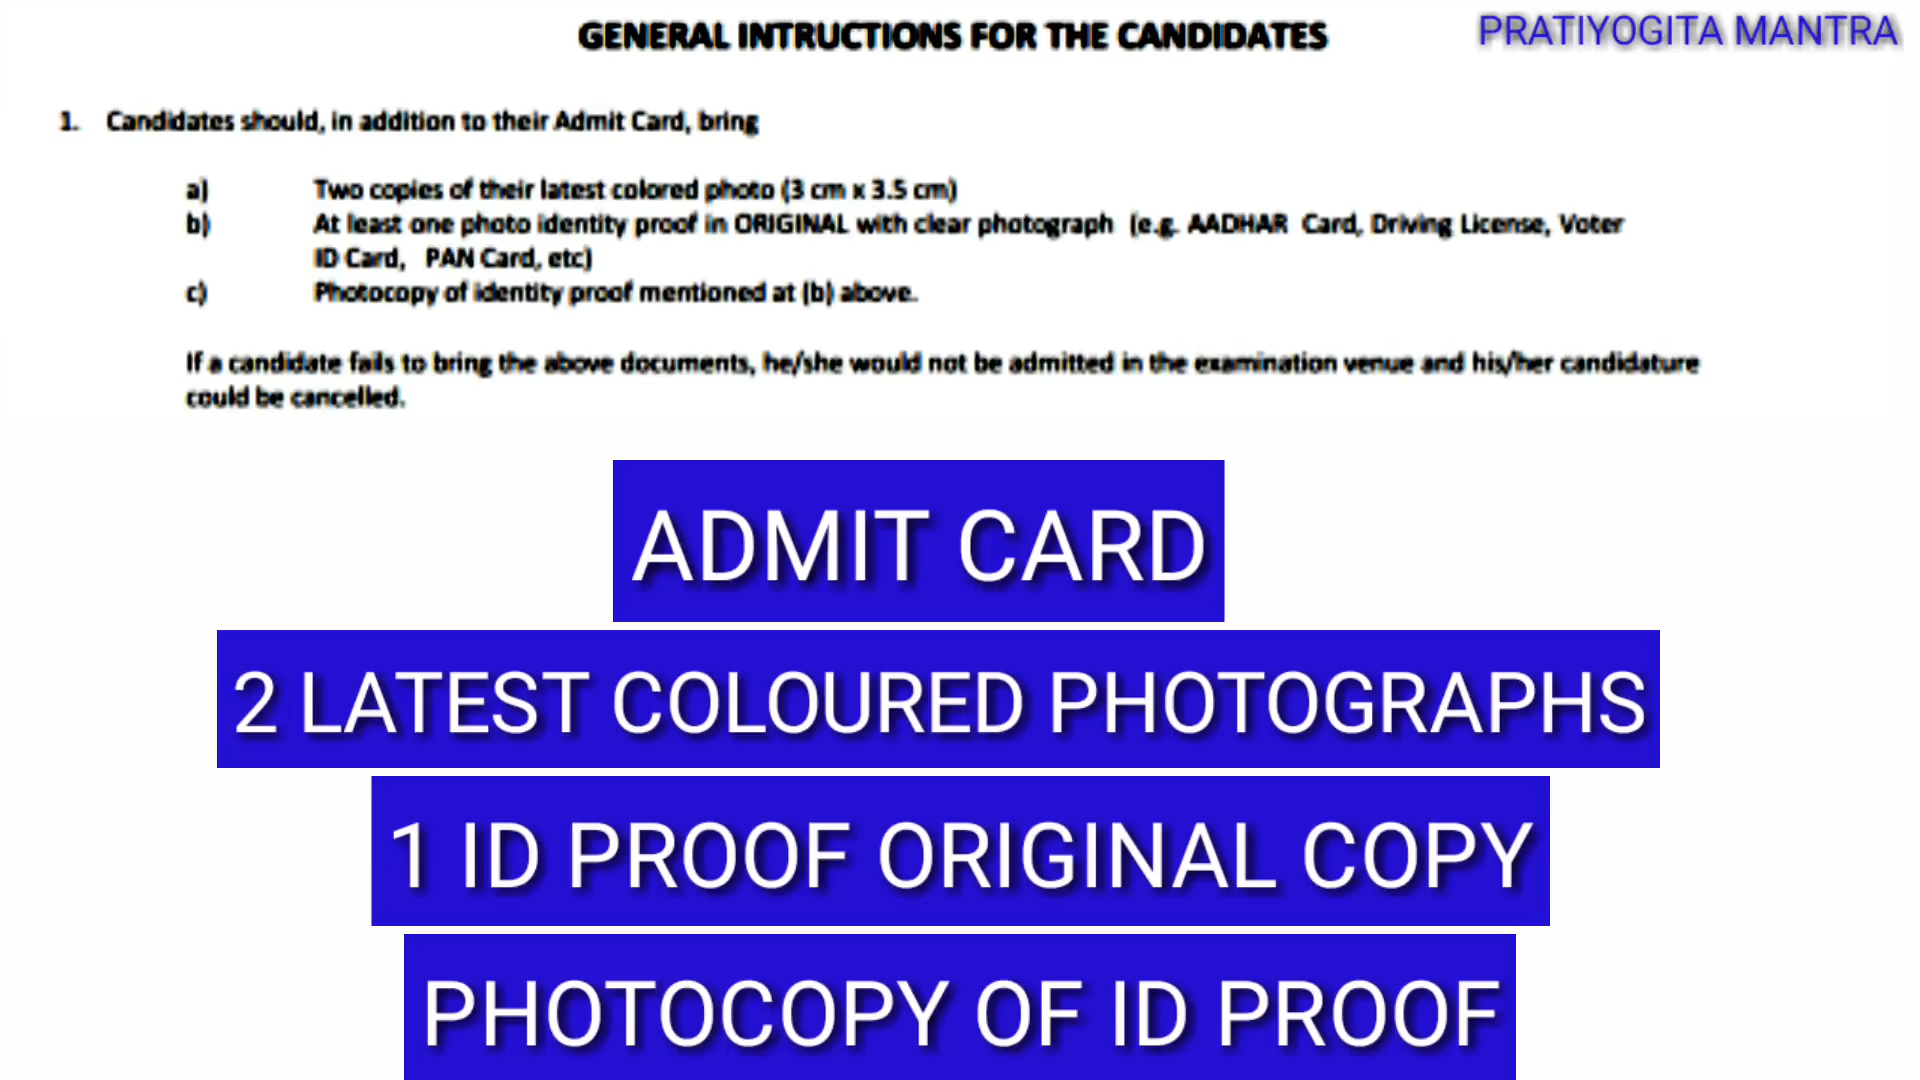 GENERAL INTRUCTIONS FOR THE CANDIDATES
PRATIYOGITA MANTRA
1. Candidates should, in addition to their Admit Card, bring
a) Two copies of their latest colored photo (3 cm x 3.5 cm)
b) At least one photo identity proof in ORIGINAL with clear photograph (e.g. AADHAR Card, Driving License, Voter
ID Card, PAN Card, etc)
c) Photocopy of identity proof mentioned at (b) above.
If a candidate fails to bring the above documents, he/she would not be admitted in the examination venue and his/her candidature
could be cancelled.
ADMIT CARD
2 LATEST COLOURED PHOTOGRAPHS
1 ID PROOF ORIGINAL COPY
PHOTOCOPY OF ID PROOF